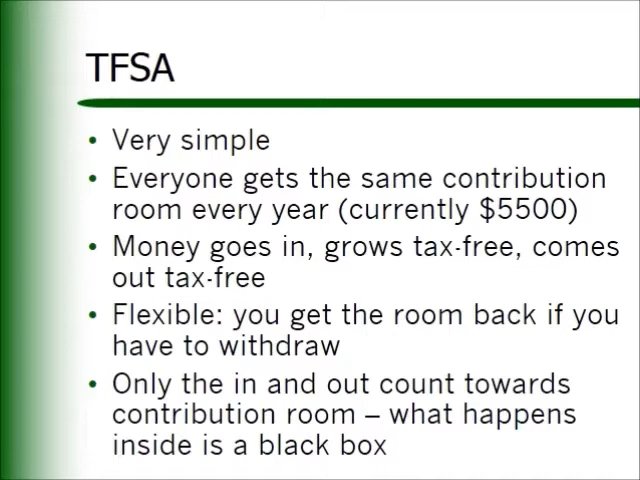 TFSA
• Very simple
• Everyone gets the same contribution
room every year (currently $5500)
• Money goes in, grows tax-free, comes
out tax-free
• Flexible: you get the room back if you
have to withdraw
• Only the in and out count towards
contribution room – what happens
inside is a black box